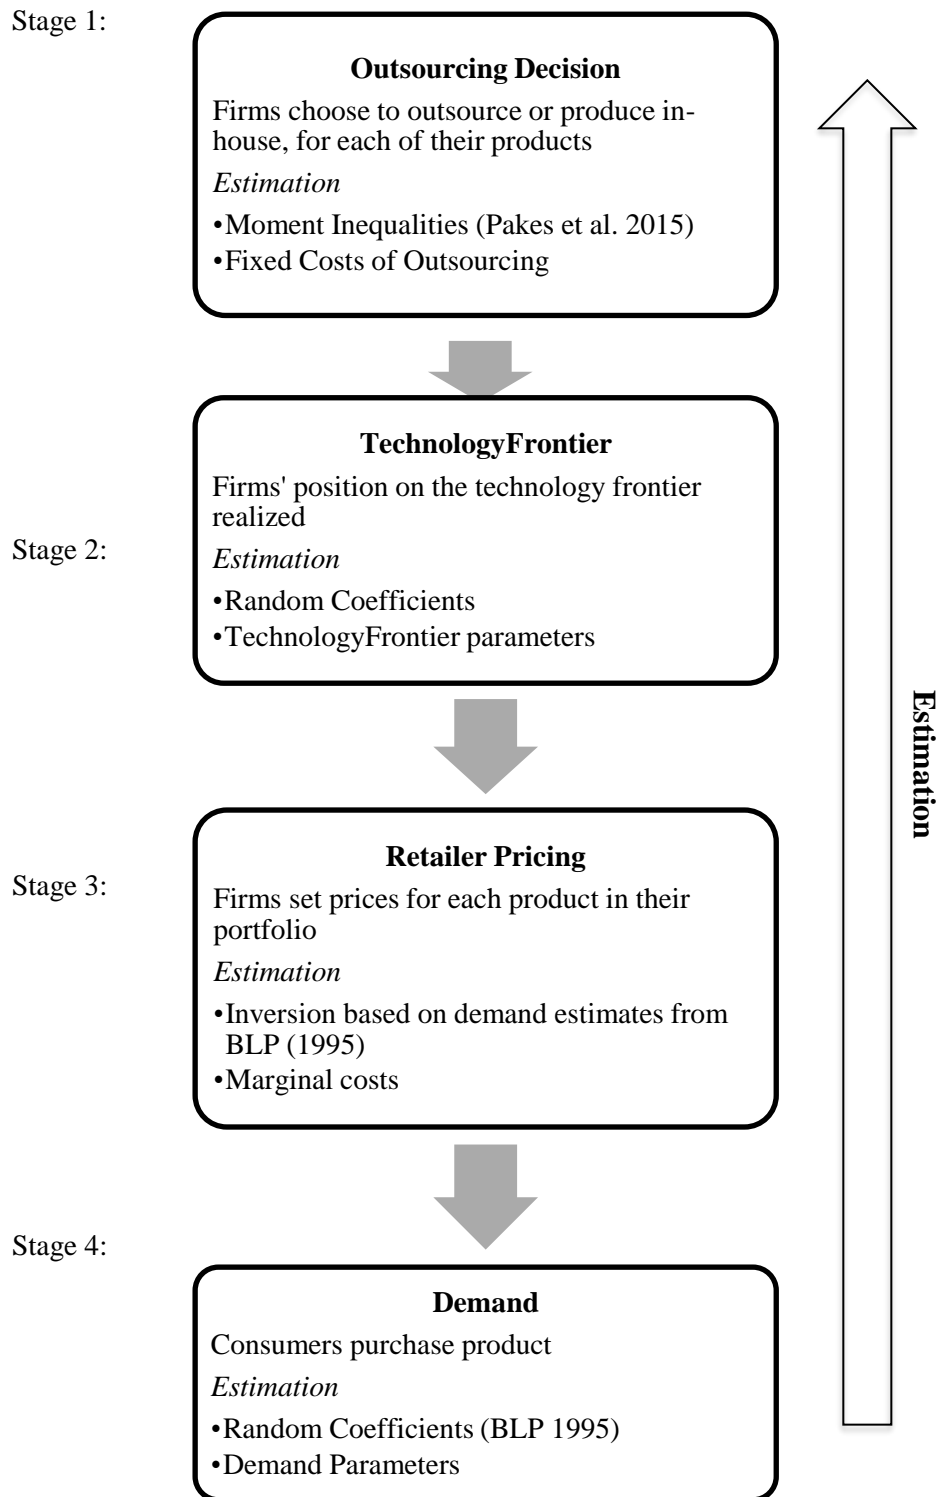 Stage 1:
Outsourcing Decision
Firms choose to outsource or produce in-
house, for each of their products
Estimation
•Moment Inequalities (Pakes et al. 2015)
•Fixed Costs of Outsourcing
TechnologyFrontier
Firms' position on the technology frontier
realized
Stage 2:
Estimation
•Random Coefficients
•TechnologyFrontier parameters
Estimation
Retailer Pricing
Stage 3:
Firms set prices for each product in their
portfolio
Estimation
•Inversion based on demand estimates from
BLP (1995)
•Marginal costs
Stage 4:
Demand
Consumers purchase product
Estimation
•Random Coefficients (BLP 1995)
•Demand Parameters